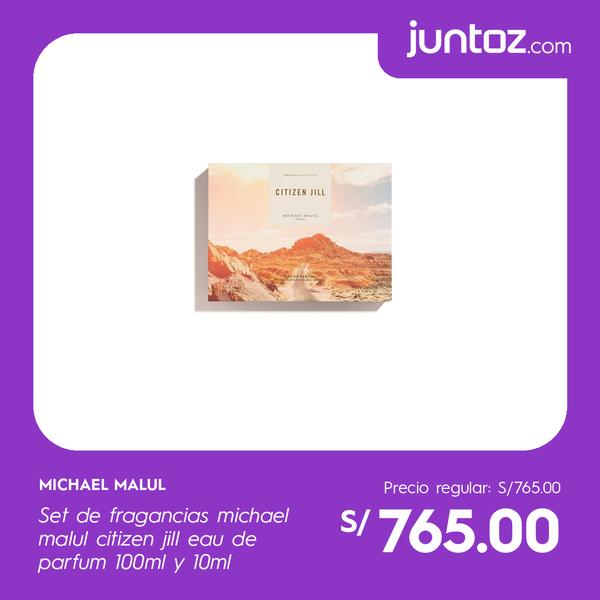 juntoz.com
CITIZEN JILL
MICHAEL MALUL
MICHAEL MALUL
Set de fragancias michael
malul citizen jill eau de
parfum 100ml y 10ml
Precio regular: S/765.00
S/ 765.00